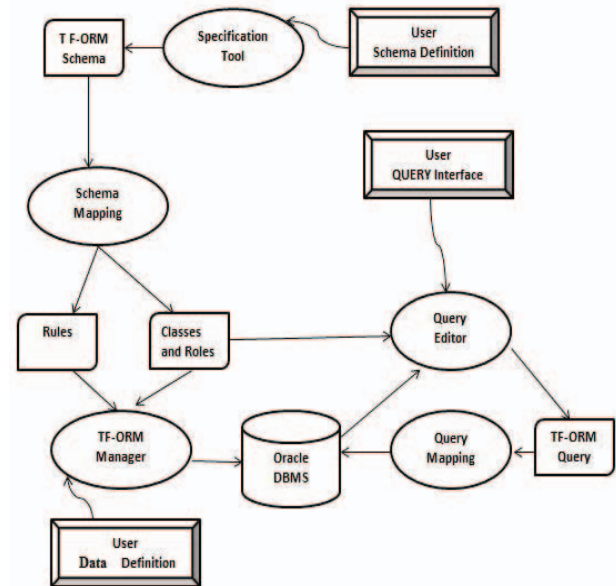 T F-ORM
Schema
Specification
Tool
User
Schema Definition
User
QUERY Interface
Schema
Mapping
Rules
Classes
and Roles
Query
Editor
TF-ORM
Manager
Oracle
DBMS
Query
Mapping
TF-ORM
Query
User
Data Definition